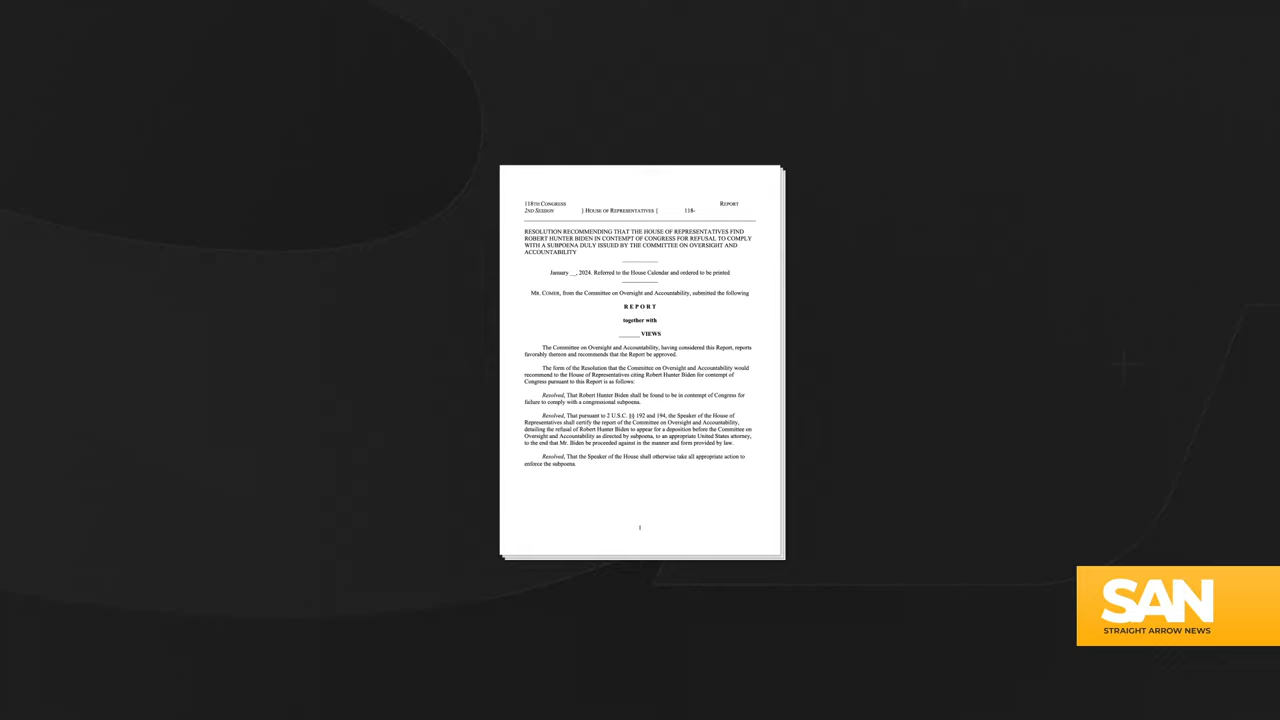 118TH CONGRESS
REPORT
2ND SESSION
} HOUSE OF REPRESENTATIVES {
118-
RESOLUTION RECOMMENDING THAT THE HOUSE OF REPRESENTATIVES FIND
ROBERT HUNTER BIDEN IN CONTEMPT OF CONGRESS FOR REFUSAL TO COMPLY
WITH A SUBPOENA DULY ISSUED BY THE COMMITTEE ON OVERSIGHT AND
ACCOUNTABILITY
January __, 2024. Referred to the House Calendar and ordered to be printed
MR. COMER, from the Committee on Oversight and Accountability, submitted the following
REPORT
together with
______ VIEWS
The Committee on Oversight and Accountability, having considered this Report, reports
favorably thereon and recommends that the Report be approved.
The form of the Resolution that the Committee on Oversight and Accountability would
recommend to the House of Representatives citing Robert Hunter Biden for contempt of
Congress pursuant to this Report is as follows:
Resolved, That Robert Hunter Biden shall be found to be in contempt of Congress for
failure to comply with a congressional subpoena.
Resolved, That pursuant to 2 U.S.C. §§ 192 and 194, the Speaker of the House of
Representatives shall certify the report of the Committee on Oversight and Accountability,
detailing the refusal of Robert Hunter Biden to appear for a deposition before the Committee on
Oversight and Accountability as directed by subpoena, to an appropriate United States attorney,
to the end that Mr. Biden be proceeded against in the manner and form provided by law.
Resolved, That the Speaker of the House shall otherwise take all appropriate action to
enforce the subpoena.
1
SAN
STRAIGHT ARROW NEWS